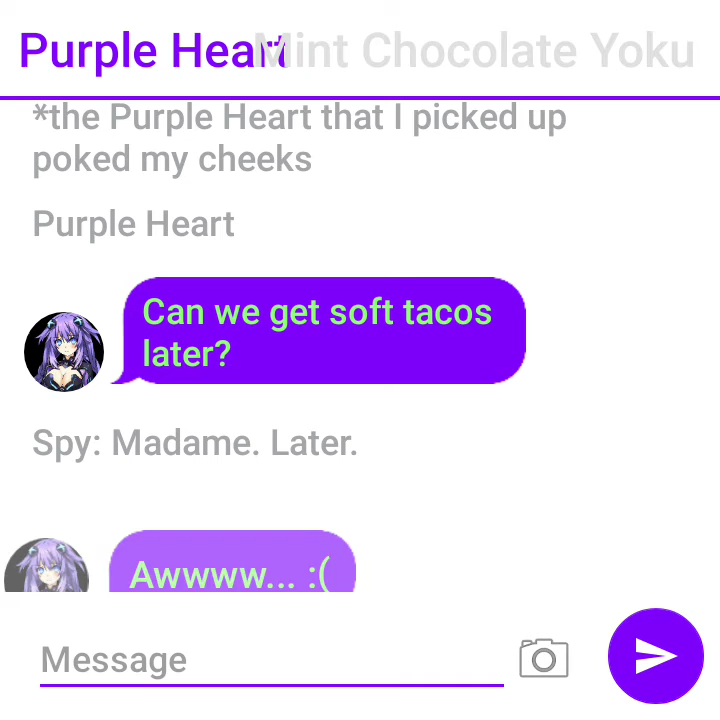 Purple Heart Mint Chocolate Yoku
*the Purple Heart that I picked up
poked my cheeks
Purple Heart
Can we get soft tacos
later?
Spy: Madame. Later.
Awwww... :(
Message